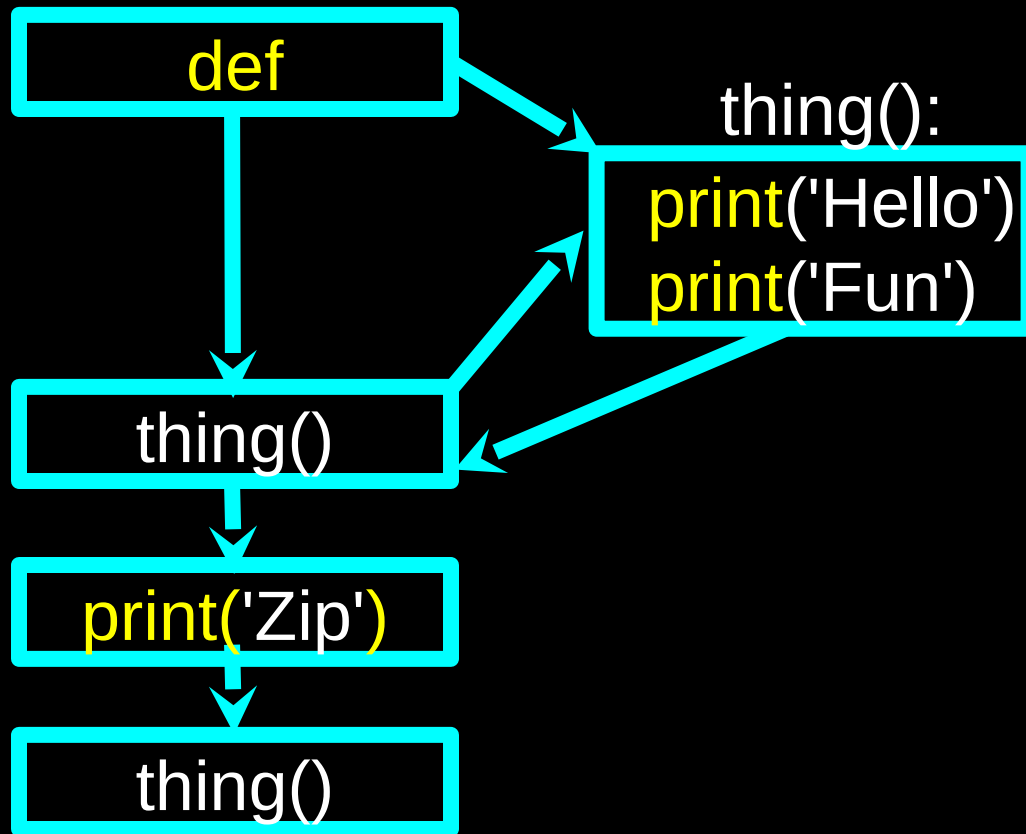 def
thing():
print('Hello')
print('Fun')
thing()
print('Zip')
thing()